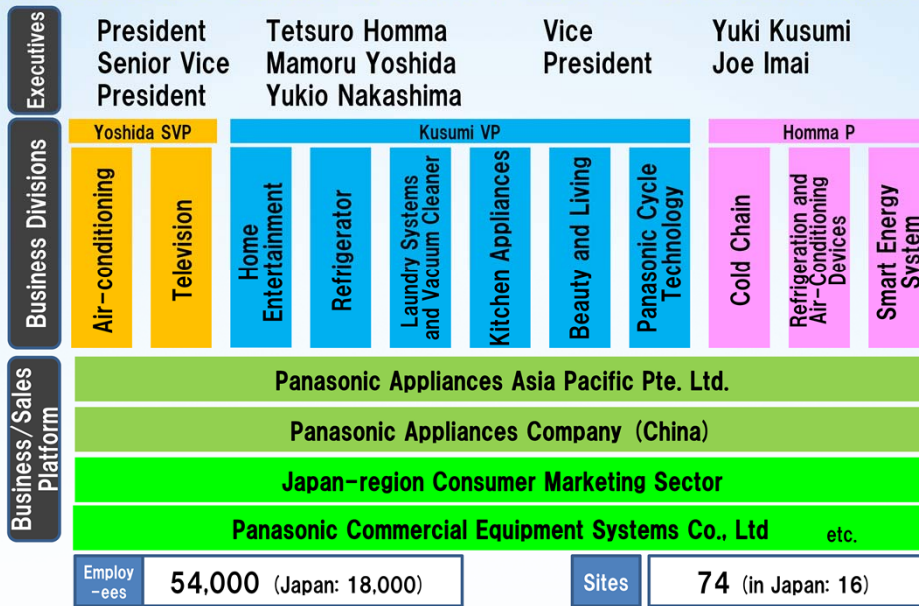 Executives
President
Senior Vice
President
Tetsuro Homma
Mamoru Yoshida
Yukio Nakashima
Vice
President
Yuki Kusumi
Joe Imai
Business Divisions
Yoshida SVP
Kusumi VP
Homma P
Air-conditioning
Television
Home
Entertainment
Refrigerator
Laundry Systems
and Vacuum Cleaner
Kitchen Appliances
Beauty and Living
Panasonic Cycle
Technology
Cold Chain
Refrigeration and
Air-Conditioning
Devices
Smart Energy
System
Business/Sales
Platform
Panasonic Appliances Asia Pacific Pte. Ltd.
Panasonic Appliances Company (China)
Japan-region Consumer Marketing Sector
Panasonic Commercial Equipment Systems Co., Ltd etc.
Employ
-ees
54,000 (Japan: 18,000)
Sites
74 (in Japan: 16)